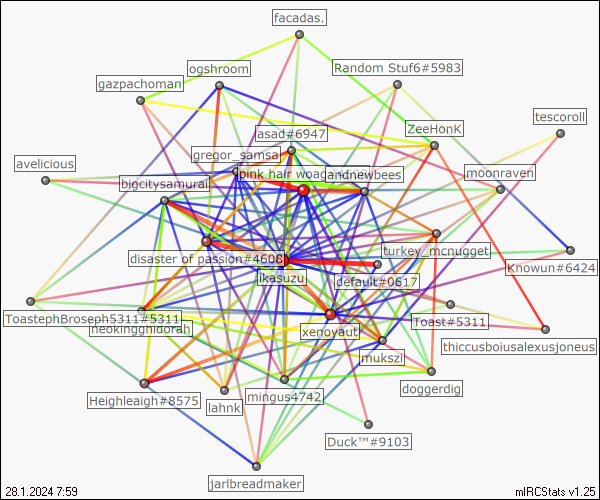 facadas.
ogshroom
Random Stuf6#5983
gazpachoman
tescoroll
asad#6947
ZeeHonK
gregor_samsa
avelicious
pink hair woa
andnewbees
moonraven
bigcitysamurai
turkey_mcnugget
disaster of passion#4608
Knowun#6424
ikasuzu
default#0617
ToastephBroseph5311#5311
Toast#5311
neokingghidorah
xenoyaut
thiccusboiusalexusjoneus
mukszi
doggerdig
Heighleaigh#8575
mingus4742
lahnk
Duck™#9103
jarlbreadmaker
28.1.2024 7:59
mIRCStats v1.25